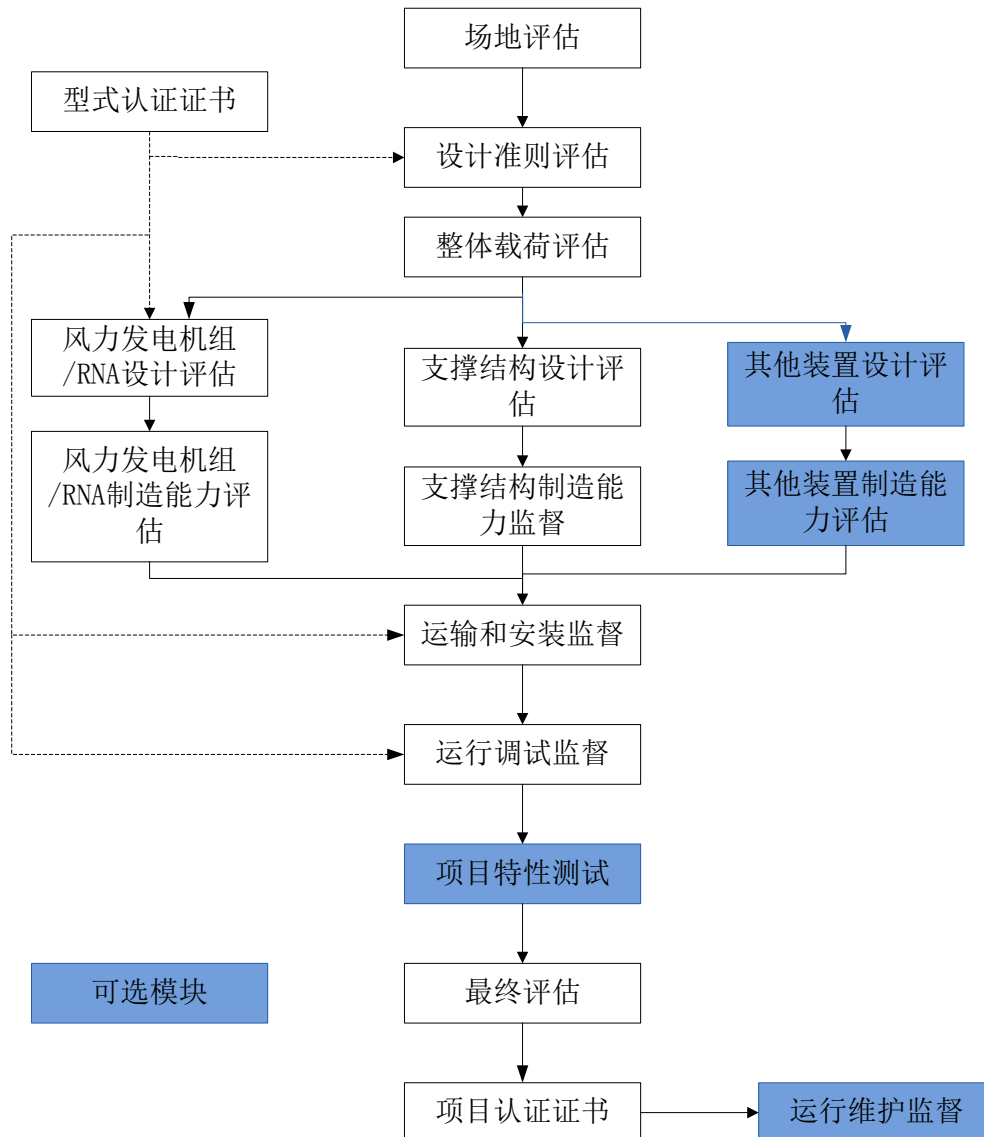 场地评估
型式认证证书
设计准则评估
整体载荷评估
风力发电机组
/RNA设计评估
支撑结构设计评
估
其他装置设计评
估
风力发电机组
/RNA制造能力评
估
支撑结构制造能
力监督
其他装置制造能
力评估
运输和安装监督
运行调试监督
项目特性测试
可选模块
最终评估
项目认证证书
运行维护监督